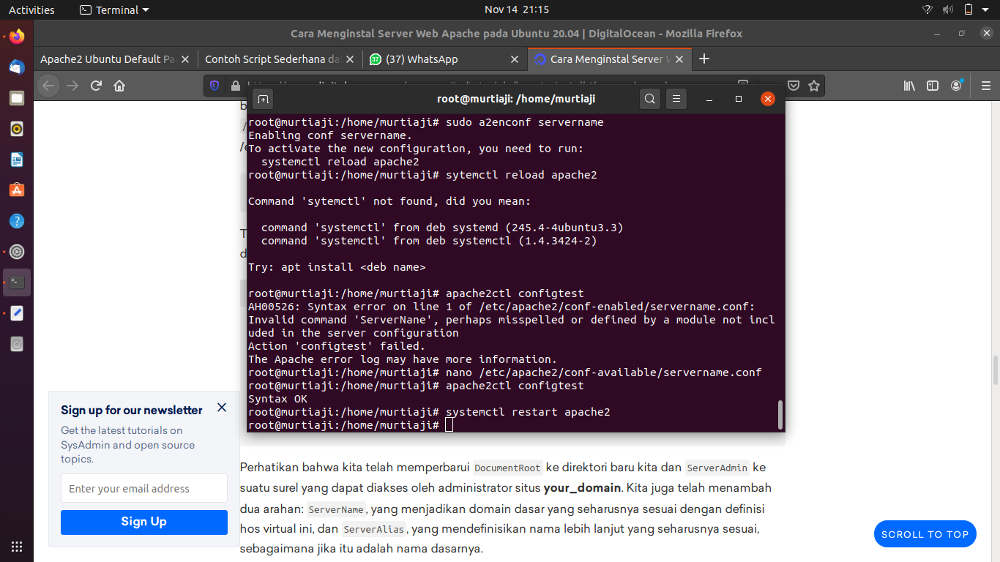 Activities
Terminal
Nov 14 21:15
Cara Menginstal Server Web Apache pada Ubuntu 20.04 | DigitalOcean - Mozilla Firefox
Apache2 Ubuntu Default Pa
Contoh Script Sederhana da
37
(37) WhatsApp
Cara Menginstal Server W
root@murtiaji: /home/murtiaji
root@murtiaji:/home/murtiaji# sudo a2enconf servername
Enabling conf servername.
To activate the new configuration, you need to run:
systemctl reload apache2
root@murtiaji:/home/murtiaji# sytemctl reload apache2
Command 'sytemctl' not found, did you mean:
command 'systemctl' from deb systemd (245.4-4ubuntu3.3)
command 'systemctl' from deb systemctl (1.4.3424-2)
Try: apt install <deb name>
root@murtiaji:/home/murtiaji# apache2ctl configtest
AH00526: Syntax error on line 1 of /etc/apache2/conf-enabled/servername.conf:
Invalid command 'ServerNane', perhaps misspelled or defined by a module not incl
uded in the server configuration
Action 'configtest' failed.
The Apache error log may have more information.
root@murtiaji:/home/murtiaji# nano /etc/apache2/conf-available/servername.conf
root@murtiaji:/home/murtiaji# apache2ctl configtest
Syntax OK
root@murtiaji:/home/murtiaji# systemctl restart apache2
root@murtiaji:/home/murtiaji#
Sign up for our newsletter
Get the latest tutorials on
SysAdmin and open source
topics.
Enter your email address
Sign Up
Perhatikan bahwa kita telah memperbarui DocumentRoot ke direktori baru kita dan ServerAdmin ke
suatu surel yang dapat diakses oleh administrator situs your_domain. Kita juga telah menambah
dua arahan: ServerName, yang menjadikan domain dasar yang seharusnya sesuai dengan definisi
hos virtual ini, dan ServerAlias, yang mendefinisikan nama lebih lanjut yang seharusnya sesuai,
sebagaimana jika itu adalah nama dasarnya.
SCROLL TO TOP